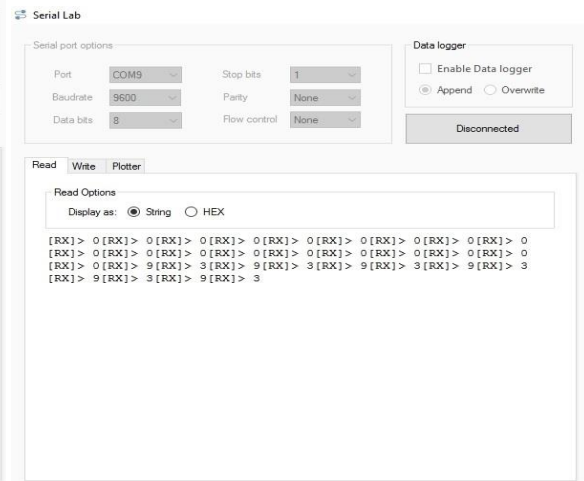 Serial Lab
Serial port options
Port COM9 Stop bits 1
Baudrate 9600 Parity None
Data bits 8 Flow control None
Data logger
Enable Data logger
Append Overwrite
Disconnected
Read Write Plotter
Read Options
Display as: String HEX
[RX]> 0[RX]> 0[RX]> 0[RX]> 0[RX]> 0[RX]> 0[RX]> 0[RX]> 0
[RX]> 0[RX]> 0[RX]> 0[RX]> 0[RX]> 0[RX]> 0[RX]> 0[RX]> 0
[RX]> 0[RX]> 9[RX]> 3[RX]> 9[RX]> 3[RX]> 9[RX]> 3[RX]> 9[RX]> 3
[RX]> 9[RX]> 3[RX]> 9[RX]> 3